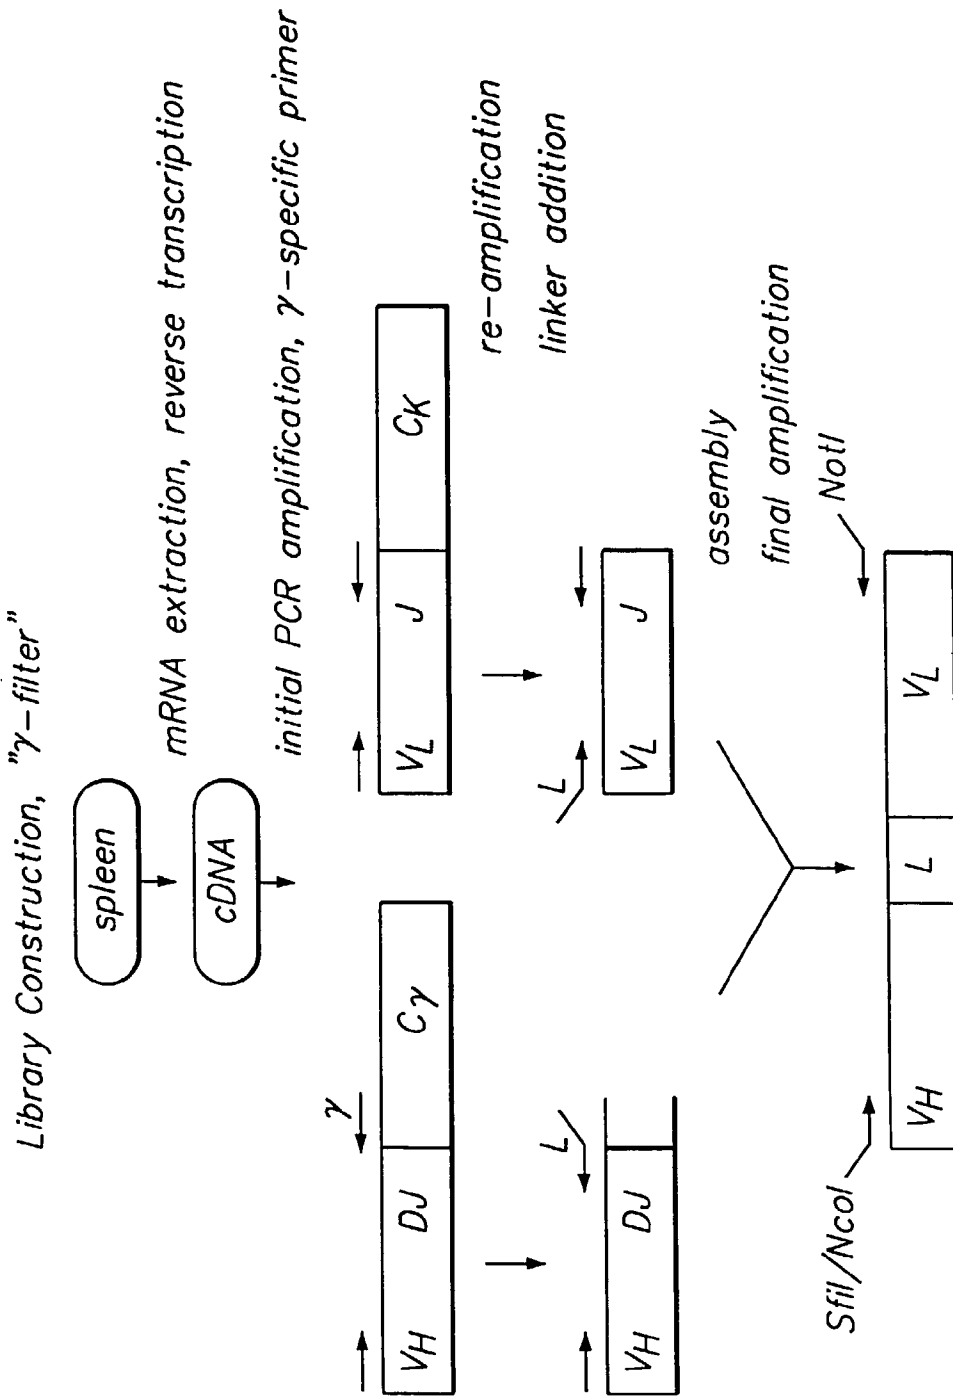 Library Construction, "γ-filter"
spleen
mRNA extraction, reverse transcription
cDNA
initial PCR amplification, γ-specific primer
γ
VH DJ Cγ
VL J CK
re-amplification
linker addition
L
L
VH DJ
VL J
assembly
final amplification
SfiI/NcoI
NotI
VH L VL